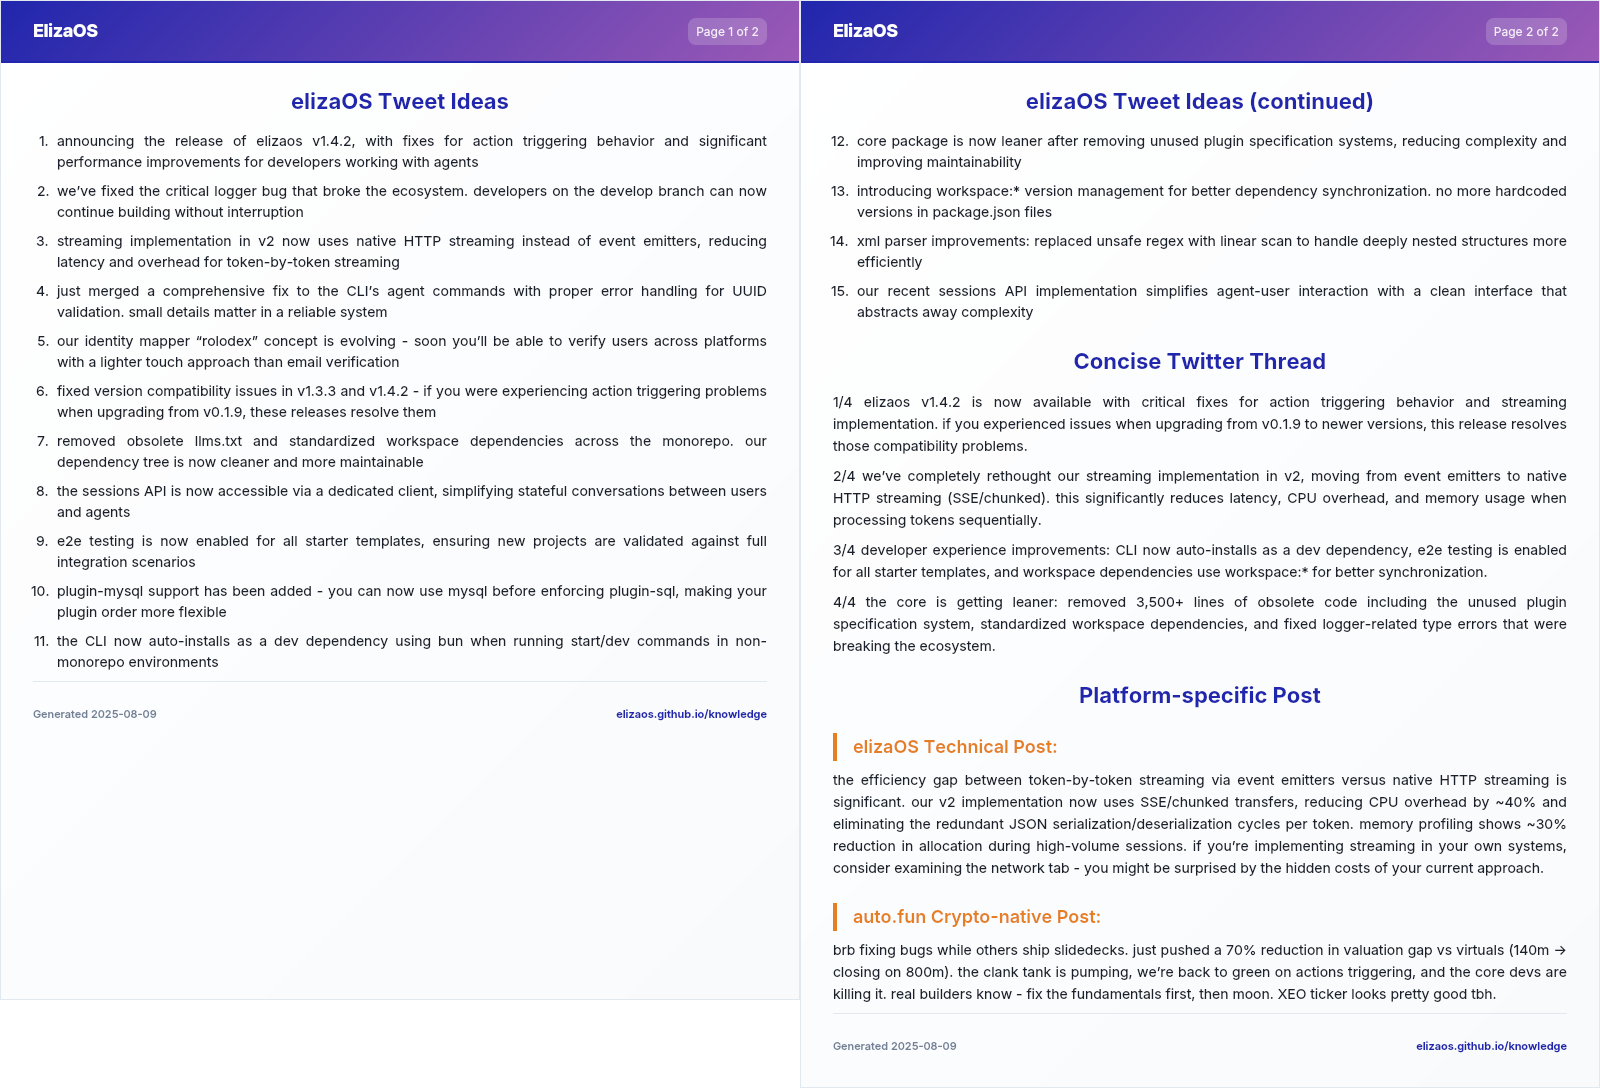 ElizaOS
Page 1 of 2
elizaOS Tweet Ideas
1. announcing the release of elizaos v1.4.2, with fixes for action triggering behavior and significant
performance improvements for developers working with agents
2. we’ve fixed the critical logger bug that broke the ecosystem. developers on the develop branch can now
continue building without interruption
3. streaming implementation in v2 now uses native HTTP streaming instead of event emitters, reducing
latency and overhead for token-by-token streaming
4. just merged a comprehensive fix to the CLI’s agent commands with proper error handling for UUID
validation. small details matter in a reliable system
5. our identity mapper “rolodex” concept is evolving - soon you’ll be able to verify users across platforms
with a lighter touch approach than email verification
6. fixed version compatibility issues in v1.3.3 and v1.4.2 - if you were experiencing action triggering problems
when upgrading from v0.1.9, these releases resolve them
7. removed obsolete llms.txt and standardized workspace dependencies across the monorepo. our
dependency tree is now cleaner and more maintainable
8. the sessions API is now accessible via a dedicated client, simplifying stateful conversations between users
and agents
9. e2e testing is now enabled for all starter templates, ensuring new projects are validated against full
integration scenarios
10. plugin-mysql support has been added - you can now use mysql before enforcing plugin-sql, making your
plugin order more flexible
11. the CLI now auto-installs as a dev dependency using bun when running start/dev commands in non-
monorepo environments
Generated 2025-08-09
elizaos.github.io/knowledge
ElizaOS
Page 2 of 2
elizaOS Tweet Ideas (continued)
12. core package is now leaner after removing unused plugin specification systems, reducing complexity and
improving maintainability
13. introducing workspace:* version management for better dependency synchronization. no more hardcoded
versions in package.json files
14. xml parser improvements: replaced unsafe regex with linear scan to handle deeply nested structures more
efficiently
15. our recent sessions API implementation simplifies agent-user interaction with a clean interface that
abstracts away complexity
Concise Twitter Thread
1/4 elizaos v1.4.2 is now available with critical fixes for action triggering behavior and streaming
implementation. if you experienced issues when upgrading from v0.1.9 to newer versions, this release resolves
those compatibility problems.
2/4 we’ve completely rethought our streaming implementation in v2, moving from event emitters to native
HTTP streaming (SSE/chunked). this significantly reduces latency, CPU overhead, and memory usage when
processing tokens sequentially.
3/4 developer experience improvements: CLI now auto-installs as a dev dependency, e2e testing is enabled
for all starter templates, and workspace dependencies use workspace:* for better synchronization.
4/4 the core is getting leaner: removed 3,500+ lines of obsolete code including the unused plugin
specification system, standardized workspace dependencies, and fixed logger-related type errors that were
breaking the ecosystem.
Platform-specific Post
elizaOS Technical Post:
the efficiency gap between token-by-token streaming via event emitters versus native HTTP streaming is
significant. our v2 implementation now uses SSE/chunked transfers, reducing CPU overhead by ~40% and
eliminating the redundant JSON serialization/deserialization cycles per token. memory profiling shows ~30%
reduction in allocation during high-volume sessions. if you’re implementing streaming in your own systems,
consider examining the network tab - you might be surprised by the hidden costs of your current approach.
auto.fun Crypto-native Post:
brb fixing bugs while others ship slidedecks. just pushed a 70% reduction in valuation gap vs virtuals (140m →
closing on 800m). the clank tank is pumping, we’re back to green on actions triggering, and the core devs are
killing it. real builders know - fix the fundamentals first, then moon. XEO ticker looks pretty good tbh.
Generated 2025-08-09
elizaos.github.io/knowledge